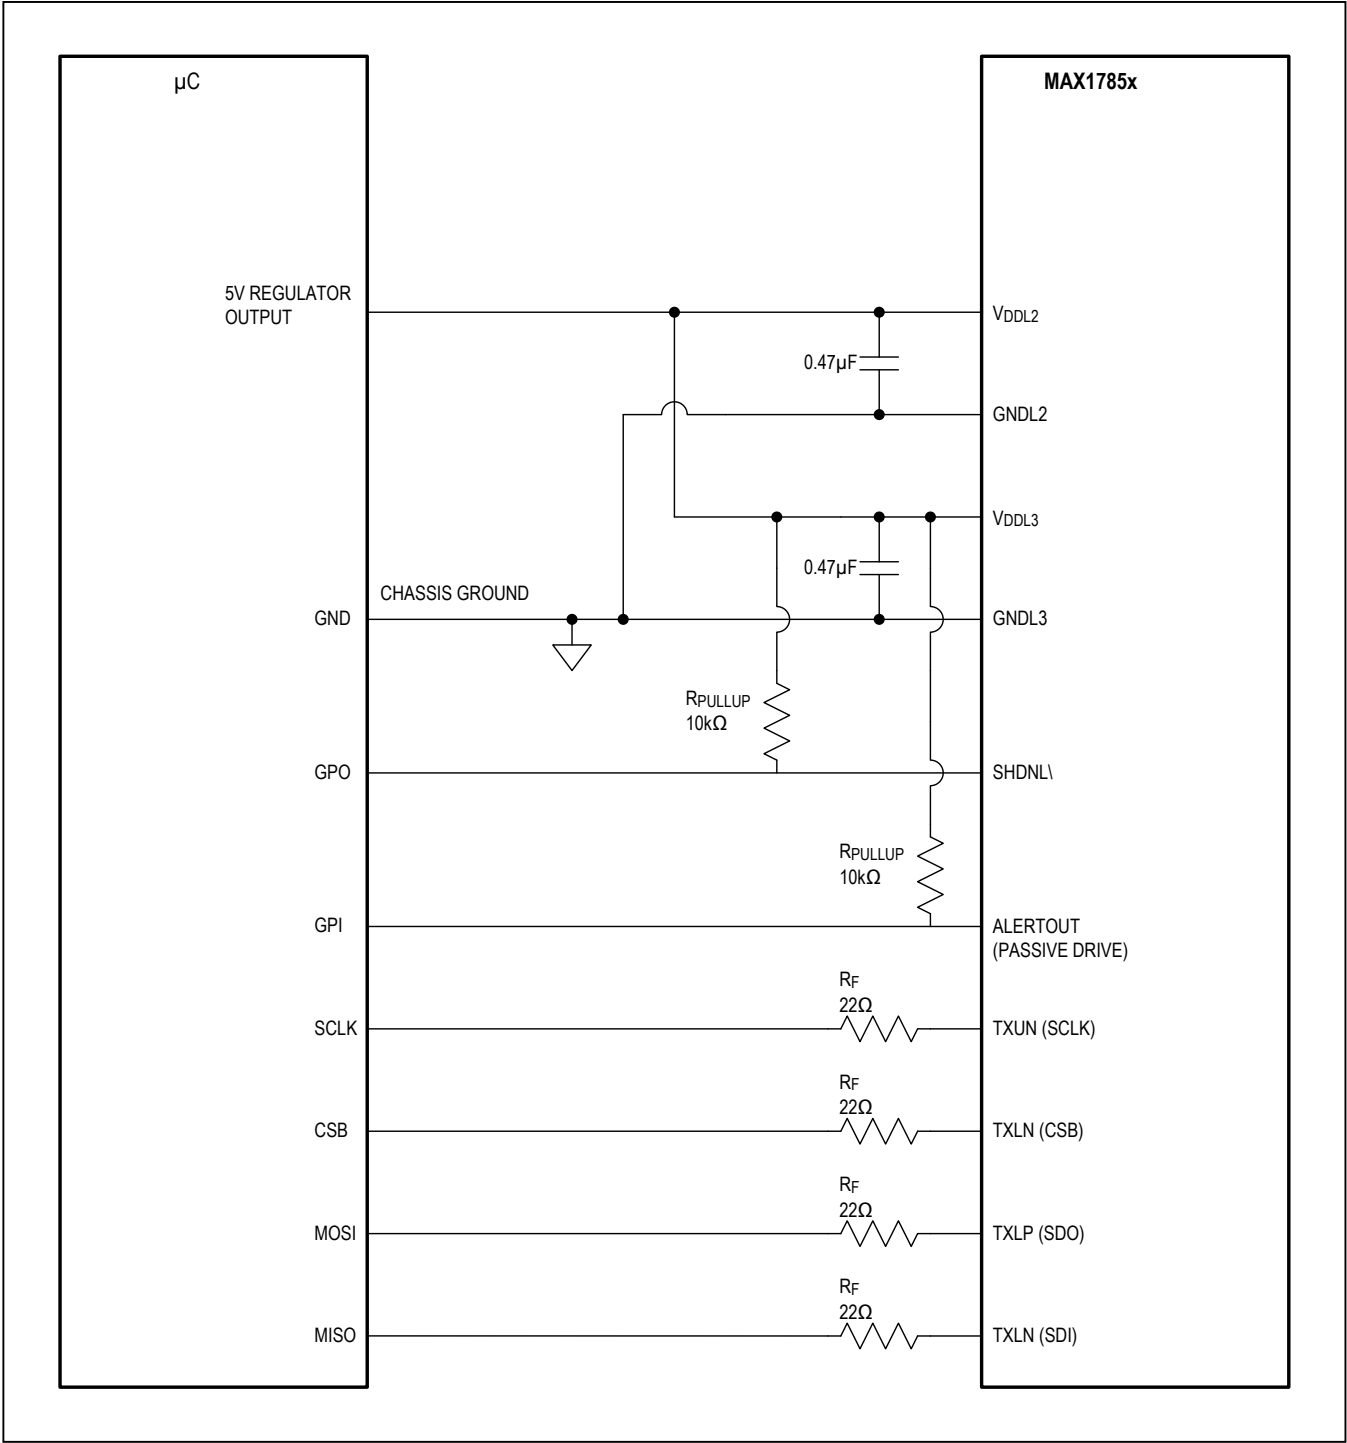 µC
MAX1785x
5V REGULATOR
OUTPUT
VDDL2
0.47µF
GNDL2
VDDL3
0.47µF
CHASSIS GROUND
GND
GNDL3
RPULLUP
10kΩ
GPO
SHDNL\
RPULLUP
10kΩ
GPI
ALERTOUT
(PASSIVE DRIVE)
RF
22Ω
SCLK
TXUN (SCLK)
RF
22Ω
CSB
TXLN (CSB)
RF
22Ω
MOSI
TXLP (SDO)
RF
22Ω
MISO
TXLN (SDI)